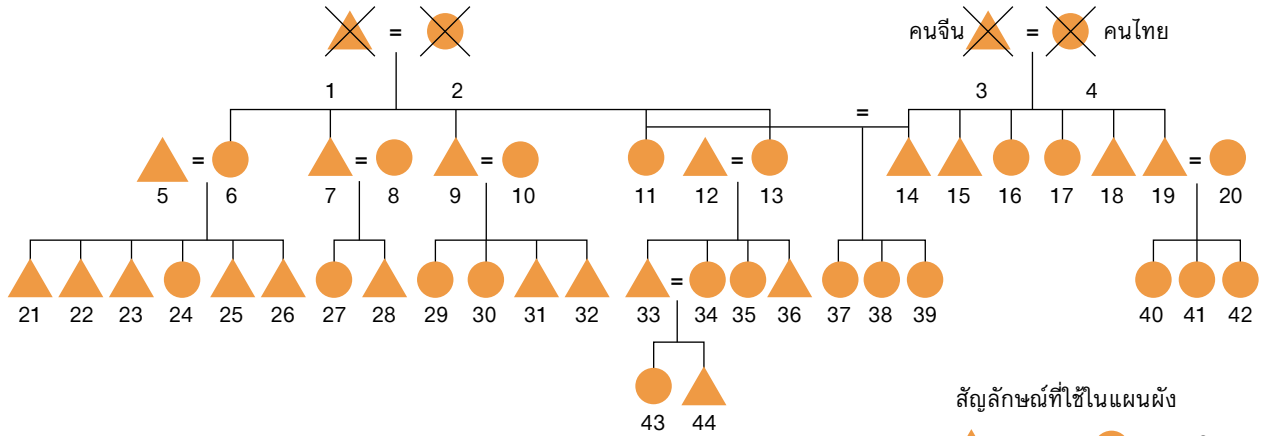 = คนจีน = คนไทย
1 2 3 4
=
= = = = =
5 6 7 8 9 10 11 12 13 14 15 16 17 18 19 20
=
21 22 23 24 25 26 27 28 29 30 31 32 33 34 35 36 37 38 39 40 41 42
43 44
สัญลักษณ์ที่ใช้ในแผนผัง